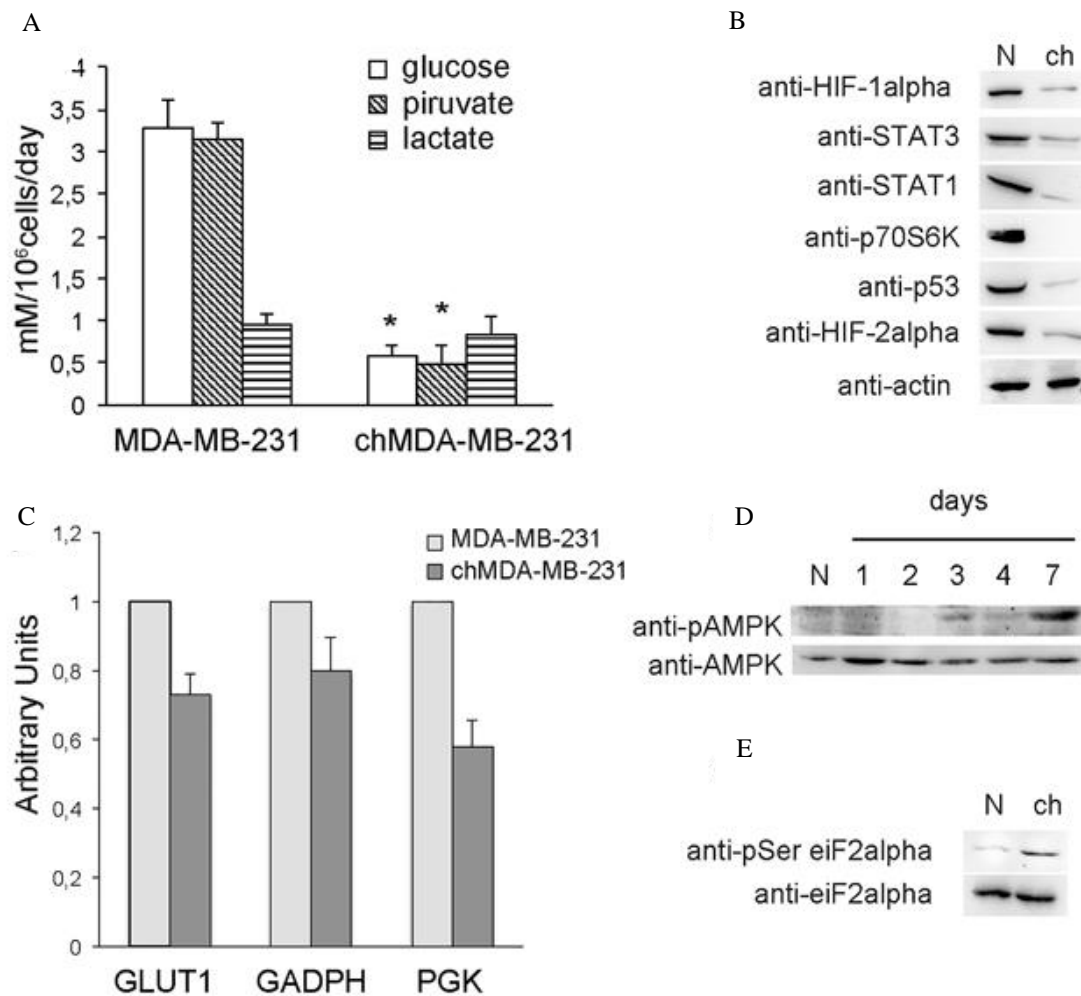 A
mM/10⁶cells/day
4
3,5
3
2,5
2
1,5
1
0,5
0
glucose
piruvate
lactate
* *
MDA-MB-231 chMDA-MB-231
B
N ch
anti-HIF-1alpha
anti-STAT3
anti-STAT1
anti-p70S6K
anti-p53
anti-HIF-2alpha
anti-actin
C
Arbitrary Units
1,2
1
0,8
0,6
0,4
0,2
0
MDA-MB-231
chMDA-MB-231
GLUT1 GADPH PGK
D
days
N 1 2 3 4 7
anti-pAMPK
anti-AMPK
E
N ch
anti-pSer eiF2alpha
anti-eiF2alpha